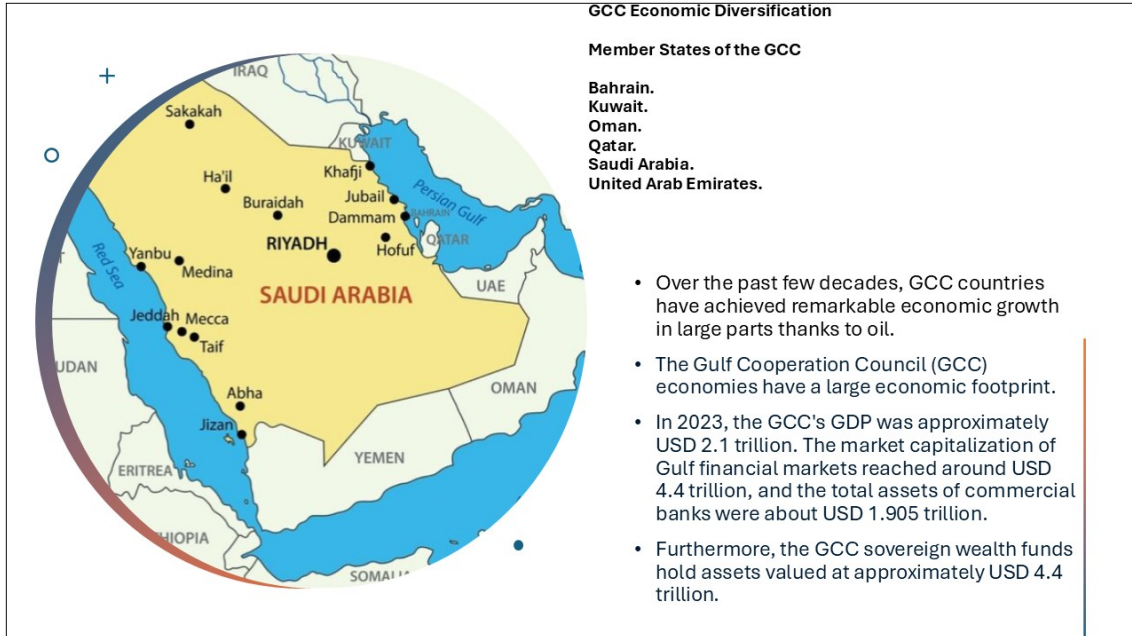 GCC Economic Diversification
Member States of the GCC
Bahrain.
Kuwait.
Oman.
Qatar.
Saudi Arabia.
United Arab Emirates.
IRAQ
Sakakah
KUWAIT
Khafji
Ha'il
Jubail
Persian Gulf
Buraidah
Dammam
BAHRAIN
RIYADH
Hofuf
QATAR
Yanbu
Medina
Red Sea
UAE
SAUDI ARABIA
Jeddah
Mecca
Taif
UDAN
OMAN
Abha
Jizan
YEMEN
ERITREA
HIOPIA
SOMALIA
• Over the past few decades, GCC countries
have achieved remarkable economic growth
in large parts thanks to oil.
• The Gulf Cooperation Council (GCC)
economies have a large economic footprint.
• In 2023, the GCC's GDP was approximately
USD 2.1 trillion. The market capitalization of
Gulf financial markets reached around USD
4.4 trillion, and the total assets of commercial
banks were about USD 1.905 trillion.
• Furthermore, the GCC sovereign wealth funds
hold assets valued at approximately USD 4.4
trillion.